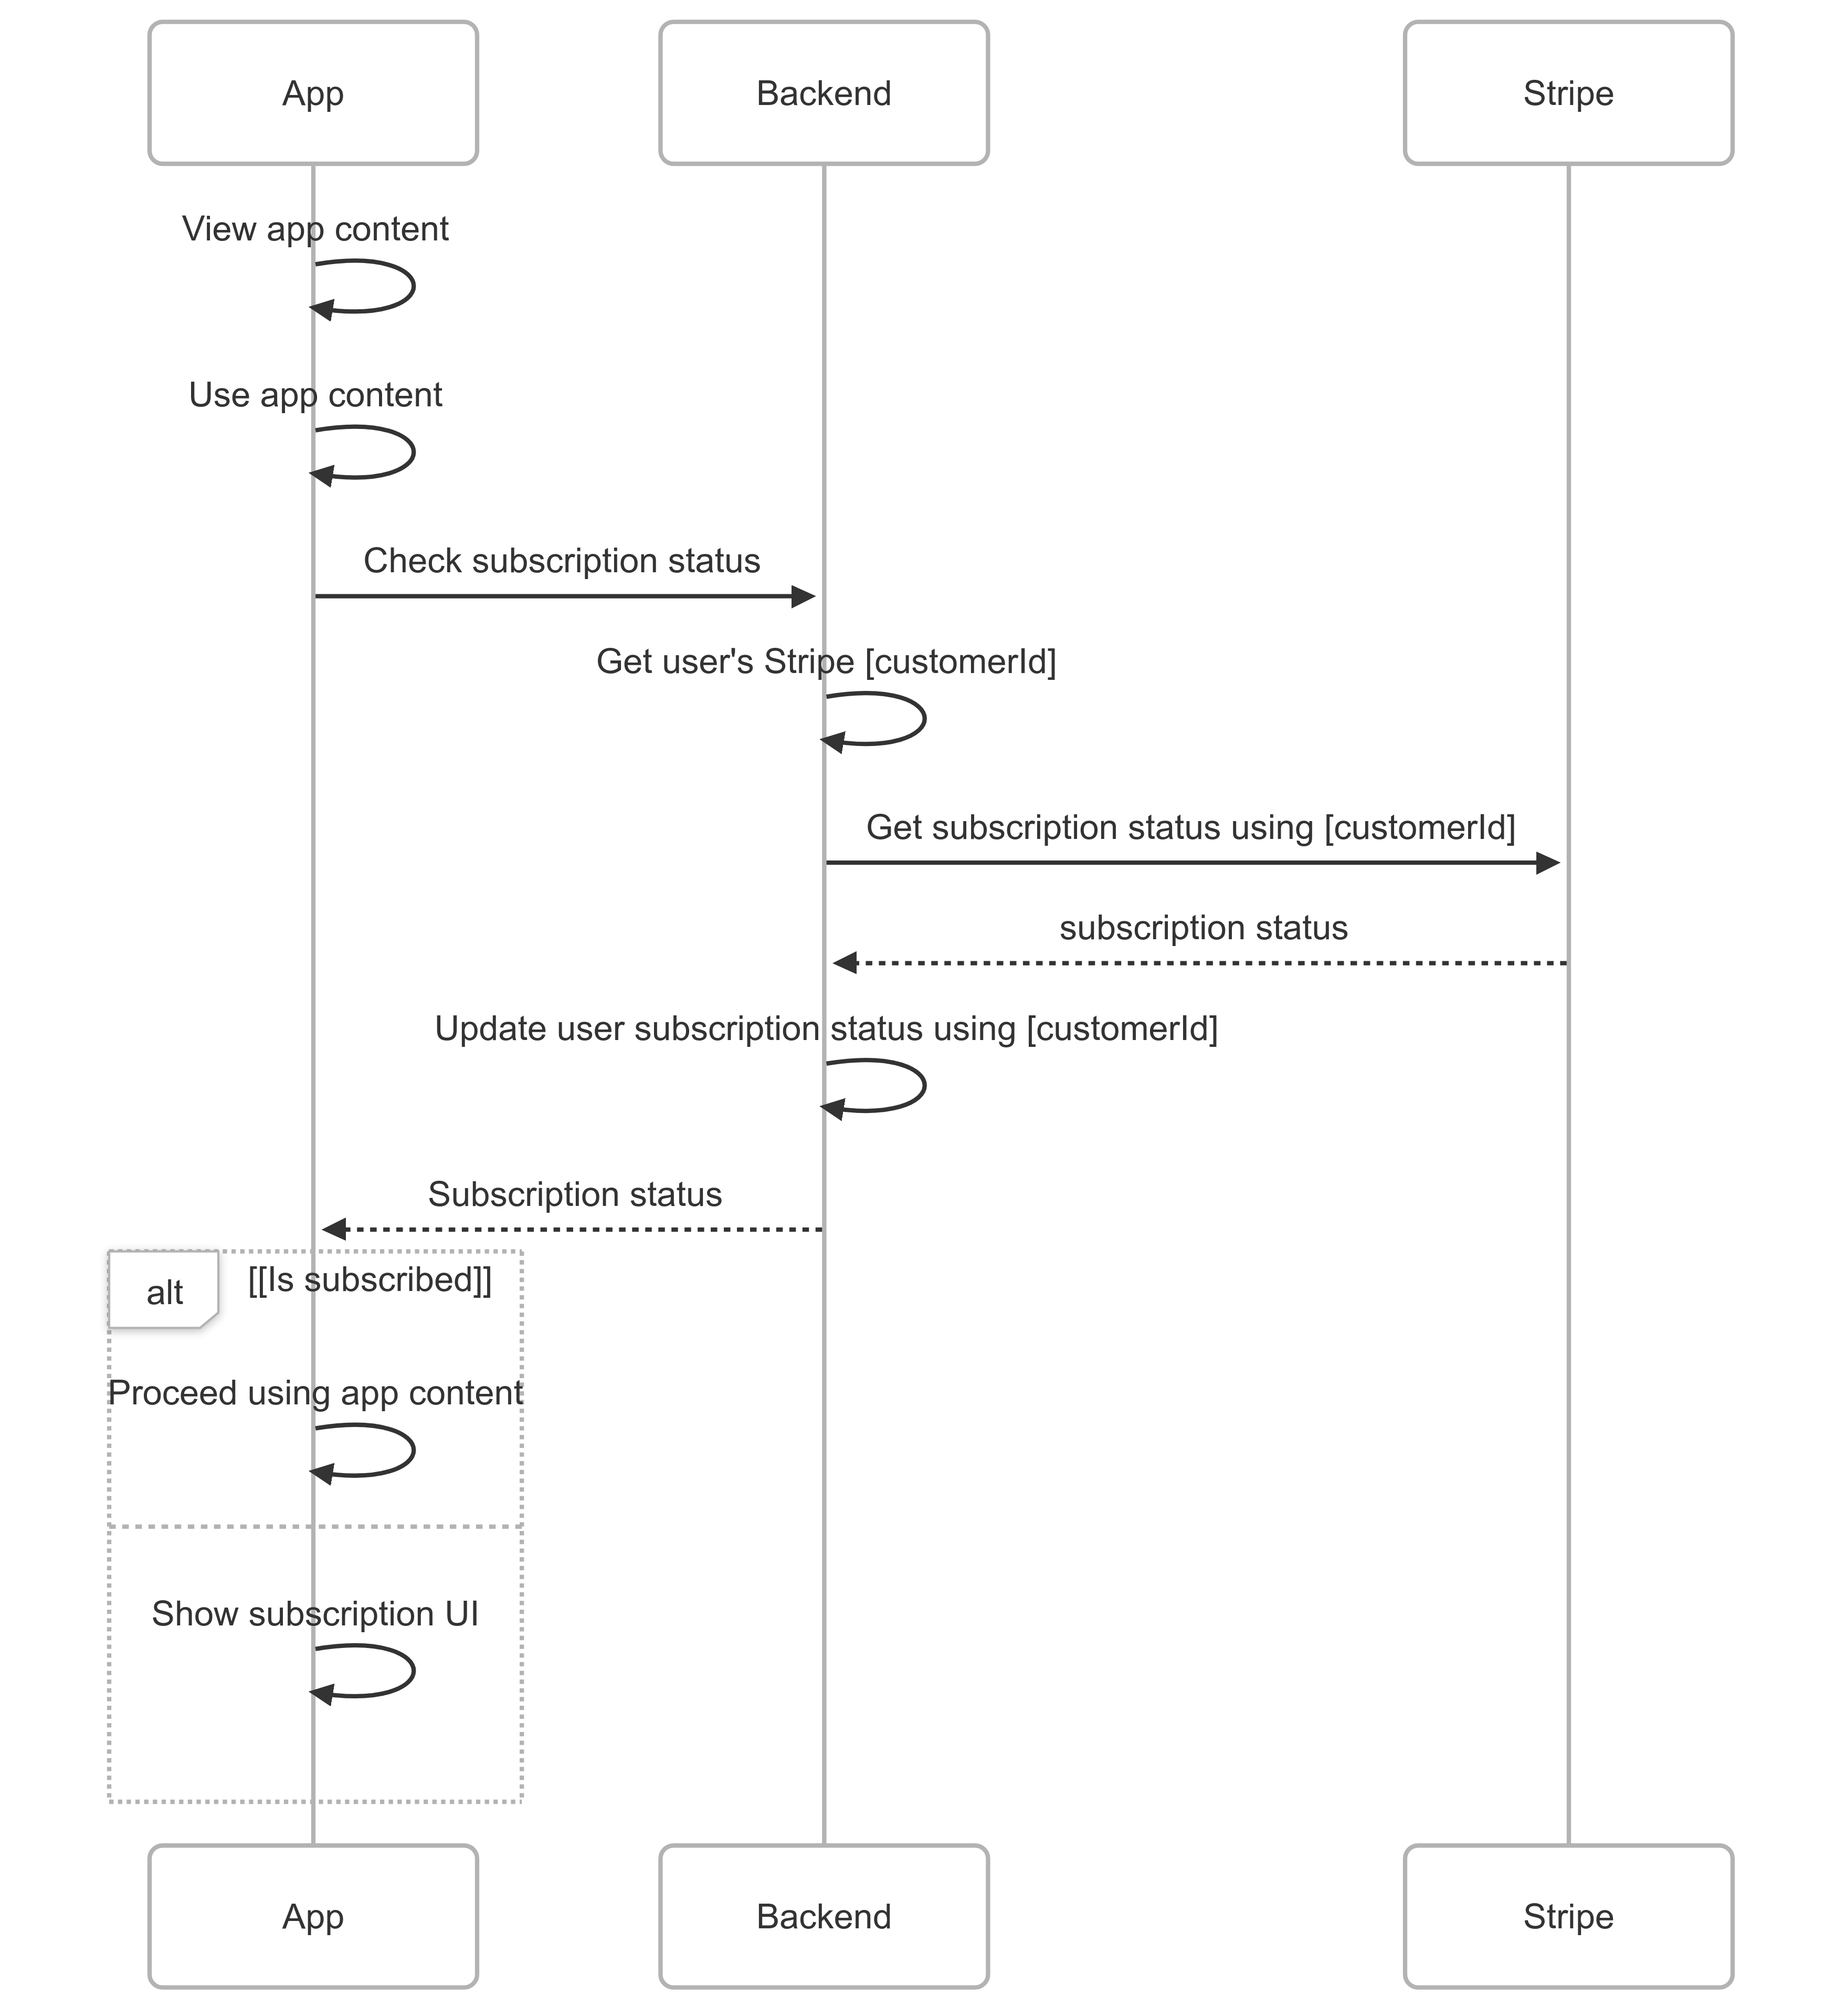 App
Backend
Stripe
View app content
Use app content
Check subscription status
Get user's Stripe [customerId]
Get subscription status using [customerId]
subscription status
Update user subscription status using [customerId]
Subscription status
alt
[[Is subscribed]]
Proceed using app content
Show subscription UI
App
Backend
Stripe